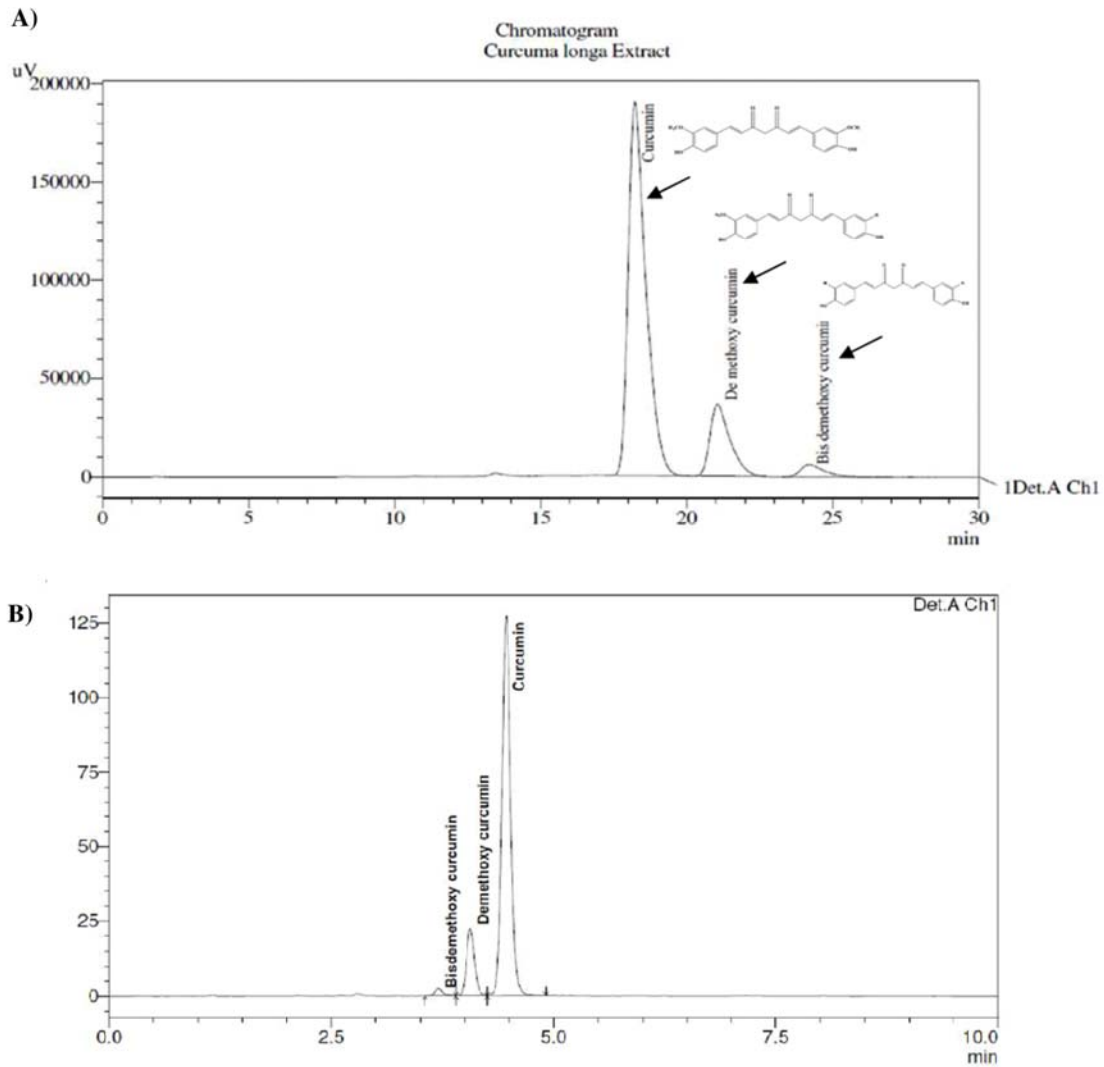 A)
Chromatogram
Curcuma longa Extract
uV
200000
150000
100000
50000
0
Curcumin
De methoxy curcumin
Bis demethoxy curcumii
1Det.A Ch1
0 5 10 15 20 25 30
min
B)
Det.A Ch1
125
100
75
50
25
0
Bisdemethoxy curcumin
Demethoxy curcumin
Curcumin
0.0 2.5 5.0 7.5 10.0
min